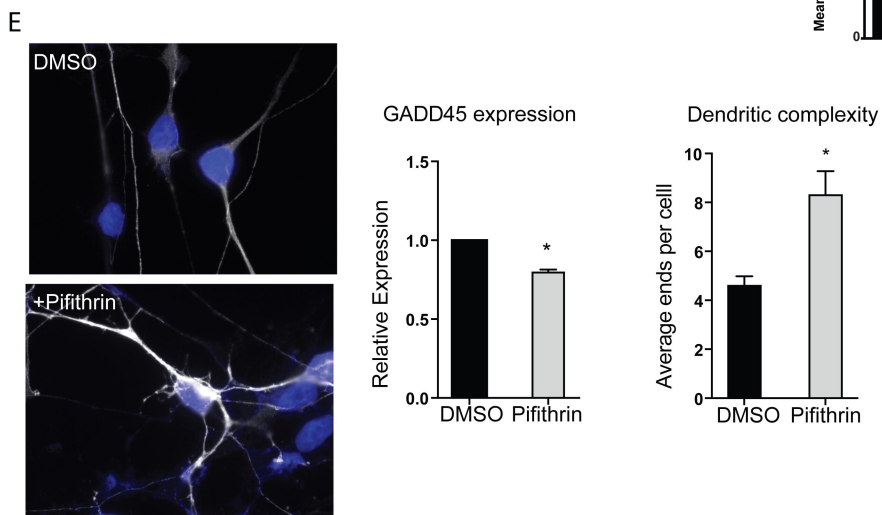 E
Mean
0
DMSO
+Pifithrin
GADD45 expression
Relative Expression
1.5
1.0
0.5
0.0
*
DMSO Pifithrin
Dendritic complexity
Average ends per celll
10
8
6
4
2
0
*
DMSO Pifithrin